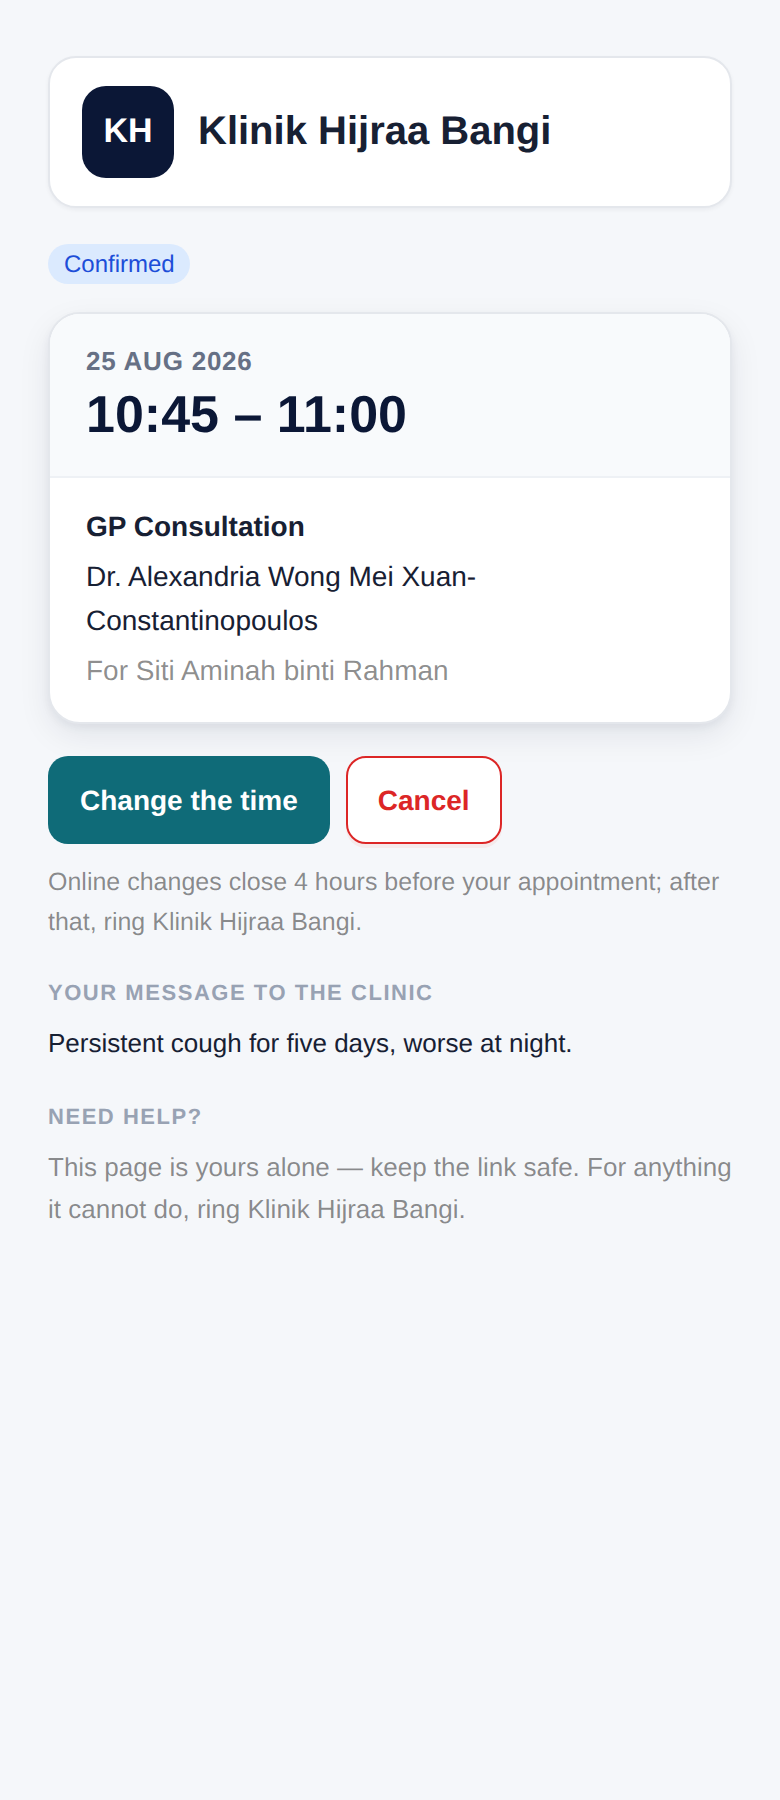 KH
Klinik Hijraa Bangi
Confirmed
25 AUG 2026
10:45 – 11:00
GP Consultation
Dr. Alexandria Wong Mei Xuan-
Constantinopoulos
For Siti Aminah binti Rahman
Change the time
Cancel
Online changes close 4 hours before your appointment; after
that, ring Klinik Hijraa Bangi.
YOUR MESSAGE TO THE CLINIC
Persistent cough for five days, worse at night.
NEED HELP?
This page is yours alone — keep the link safe. For anything
it cannot do, ring Klinik Hijraa Bangi.